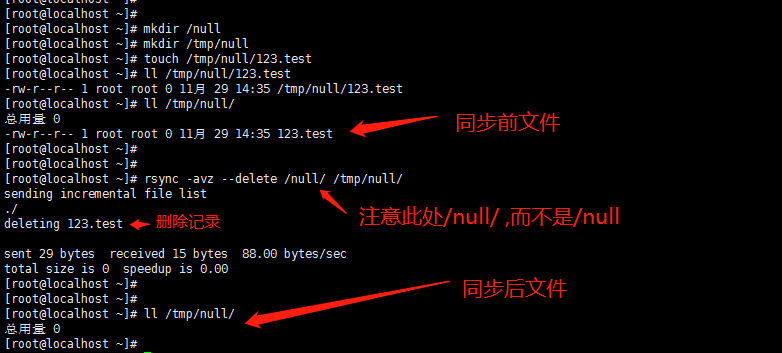 [root@localhost ~]#
[root@localhost ~]#
[root@localhost ~]# mkdir /null
[root@localhost ~]# mkdir /tmp/null
[root@localhost ~]# touch /tmp/null/123.test
[root@localhost ~]# ll /tmp/null/123.test
-rw-r--r-- 1 root root 0 11月 29 14:35 /tmp/null/123.test
[root@localhost ~]# ll /tmp/null/
总用量 0
同步前文件
-rw-r--r-- 1 root root 0 11月 29 14:35 123.test
[root@localhost ~]#
[root@localhost ~]#
[root@localhost ~]# rsync -avz --delete /null/ /tmp/null/
sending incremental file list
./
注意此处/null/ ,而不是/null
deleting 123.test 删除记录
sent 29 bytes  received 15 bytes  88.00 bytes/sec
total size is 0  speedup is 0.00
[root@localhost ~]#
同步后文件
[root@localhost ~]#
[root@localhost ~]# ll /tmp/null/
总用量 0
[root@localhost ~]#